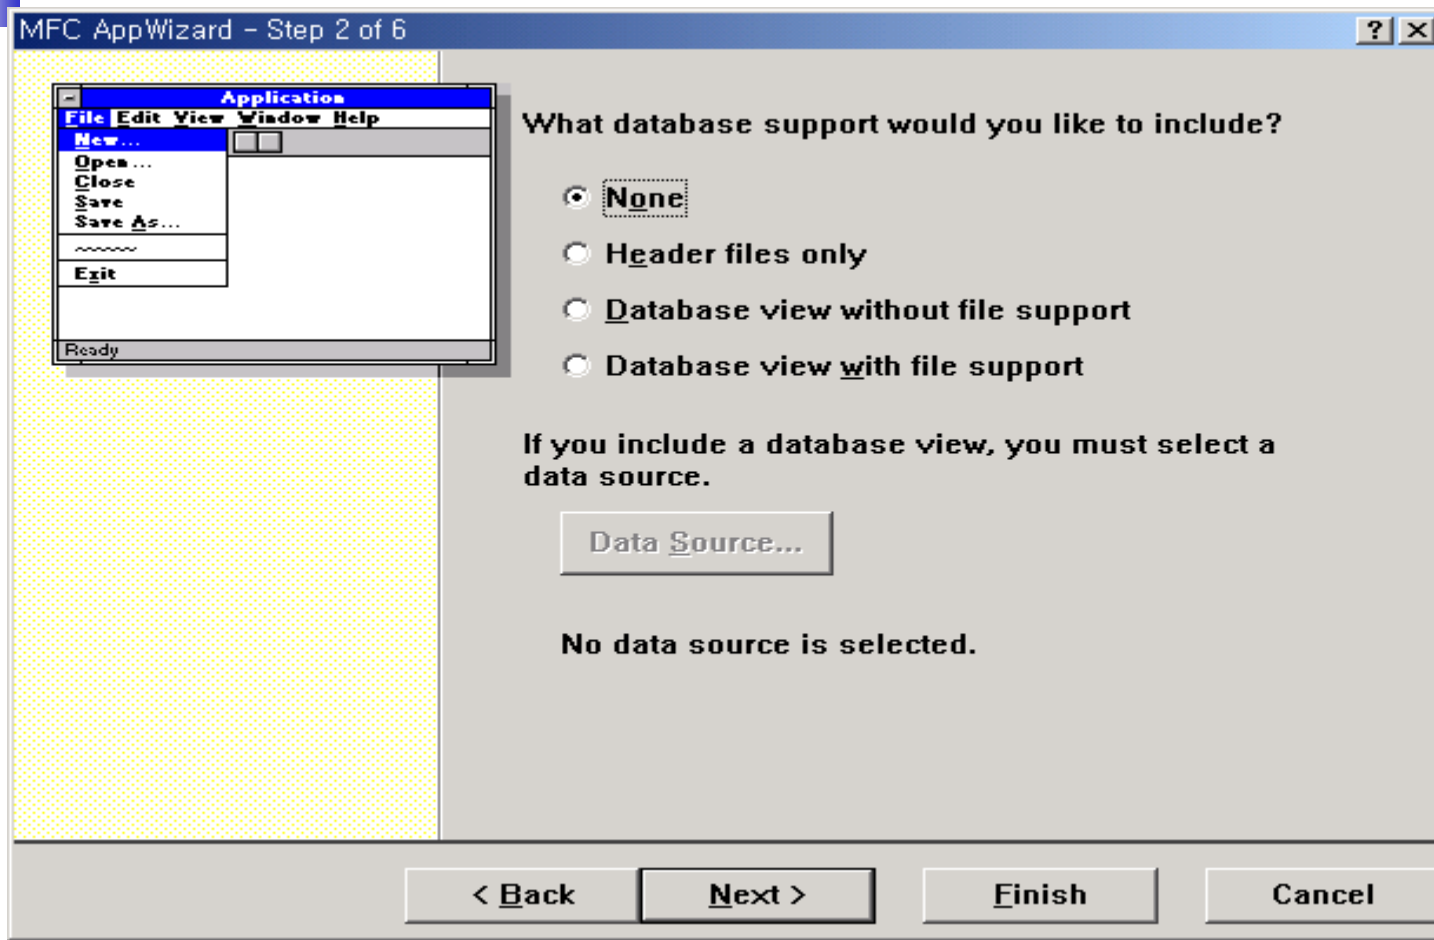 MFC AppWizard - Step 2 of 6
Application
File Edit View Window Help
New...
Open ...
Close
Save
Save As...
Exit
Ready
What database support would you like to include?
None
Header files only
Database view without file support
Database view with file support
If you include a database view, you must select a
data source.
Data Source...
No data source is selected.
< Back
Next >
Finish
Cancel